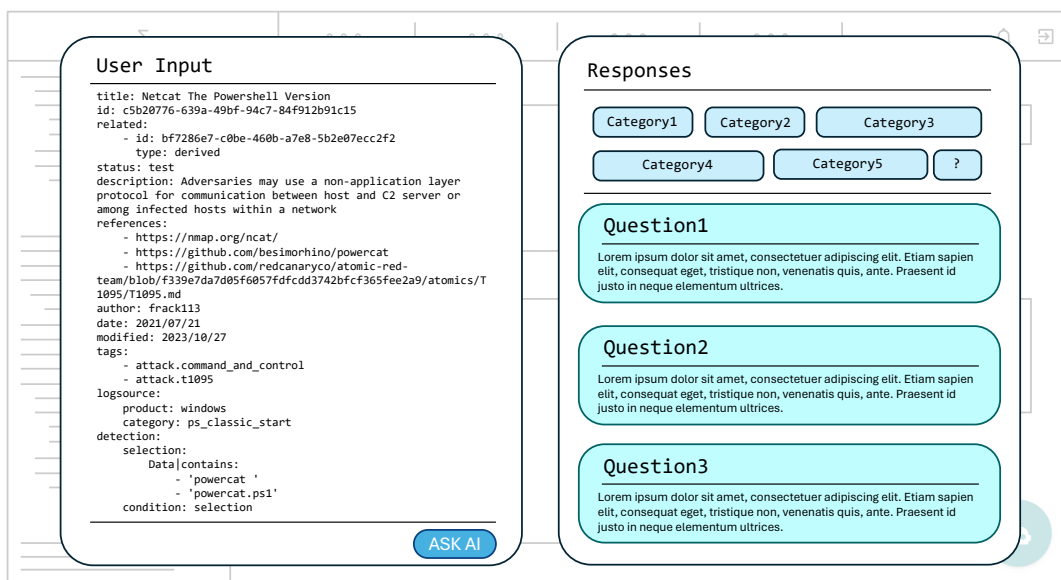 User Input
title: Netcat The Powershell Version
id: c5b20776-639a-49bf-94c7-84f912b91c15
related:
    - id: bf7286e7-c0be-460b-a7e8-5b2e07ecc2f2
      type: derived
status: test
description: Adversaries may use a non-application layer
protocol for communication between host and C2 server or
among infected hosts within a network
references:
    - https://nmap.org/ncat/
    - https://github.com/besimorhino/powercat
    - https://github.com/redcanaryco/atomic-red-
team/blob/f339e7da7d05f6057fdfcdd3742bfcf365fee2a9/atomics/T
1095/T1095.md
author: frack113
date: 2021/07/21
modified: 2023/10/27
tags:
    - attack.command_and_control
    - attack.t1095
logsource:
    product: windows
    category: ps_classic_start
detection:
    selection:
        Data|contains:
            - 'powercat '
            - 'powercat.ps1'
    condition: selection
ASK AI
Responses
Category1 Category2 Category3
Category4 Category5 ?
Question1
Lorem ipsum dolor sit amet, consectetuer adipiscing elit. Etiam sapien
elit, consequat eget, tristique non, venenatis quis, ante. Praesent id
justo in neque elementum ultrices.
Question2
Lorem ipsum dolor sit amet, consectetuer adipiscing elit. Etiam sapien
elit, consequat eget, tristique non, venenatis quis, ante. Praesent id
justo in neque elementum ultrices.
Question3
Lorem ipsum dolor sit amet, consectetuer adipiscing elit. Etiam sapien
elit, consequat eget, tristique non, venenatis quis, ante. Praesent id
justo in neque elementum ultrices.